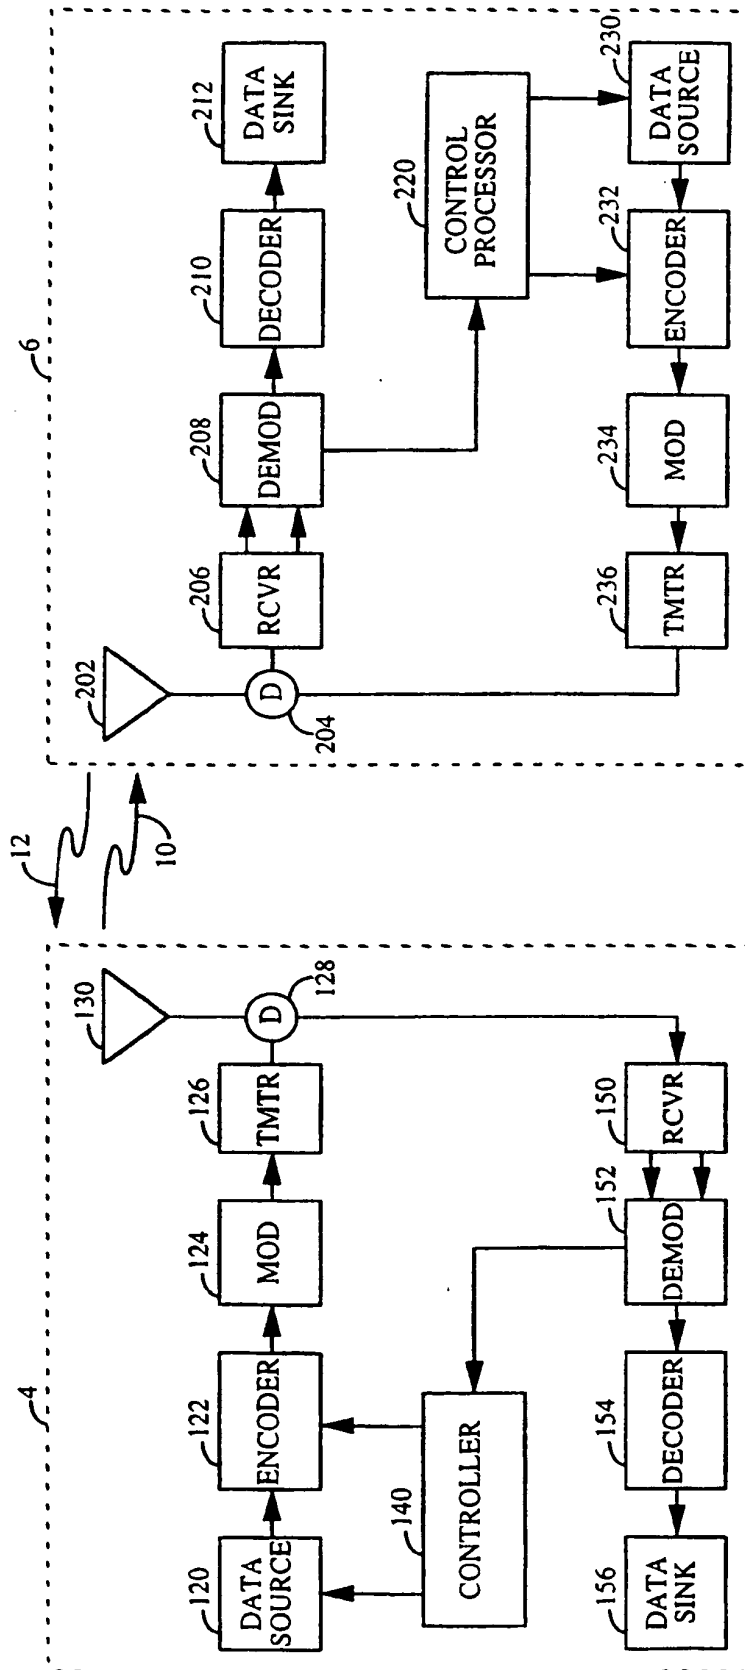 4
120
DATA
SOURCE
122
ENCODER
124
MOD
126
TMTR
130
D
128
140
CONTROLLER
156
DATA
SINK
154
DECODER
152
DEMOD
150
RCVR
12
10
6
202
D
204
206
RCVR
208
DEMOD
210
DECODER
212
DATA
SINK
220
CONTROL
PROCESSOR
236
TMTR
234
MOD
232
ENCODER
230
DATA
SOURCE